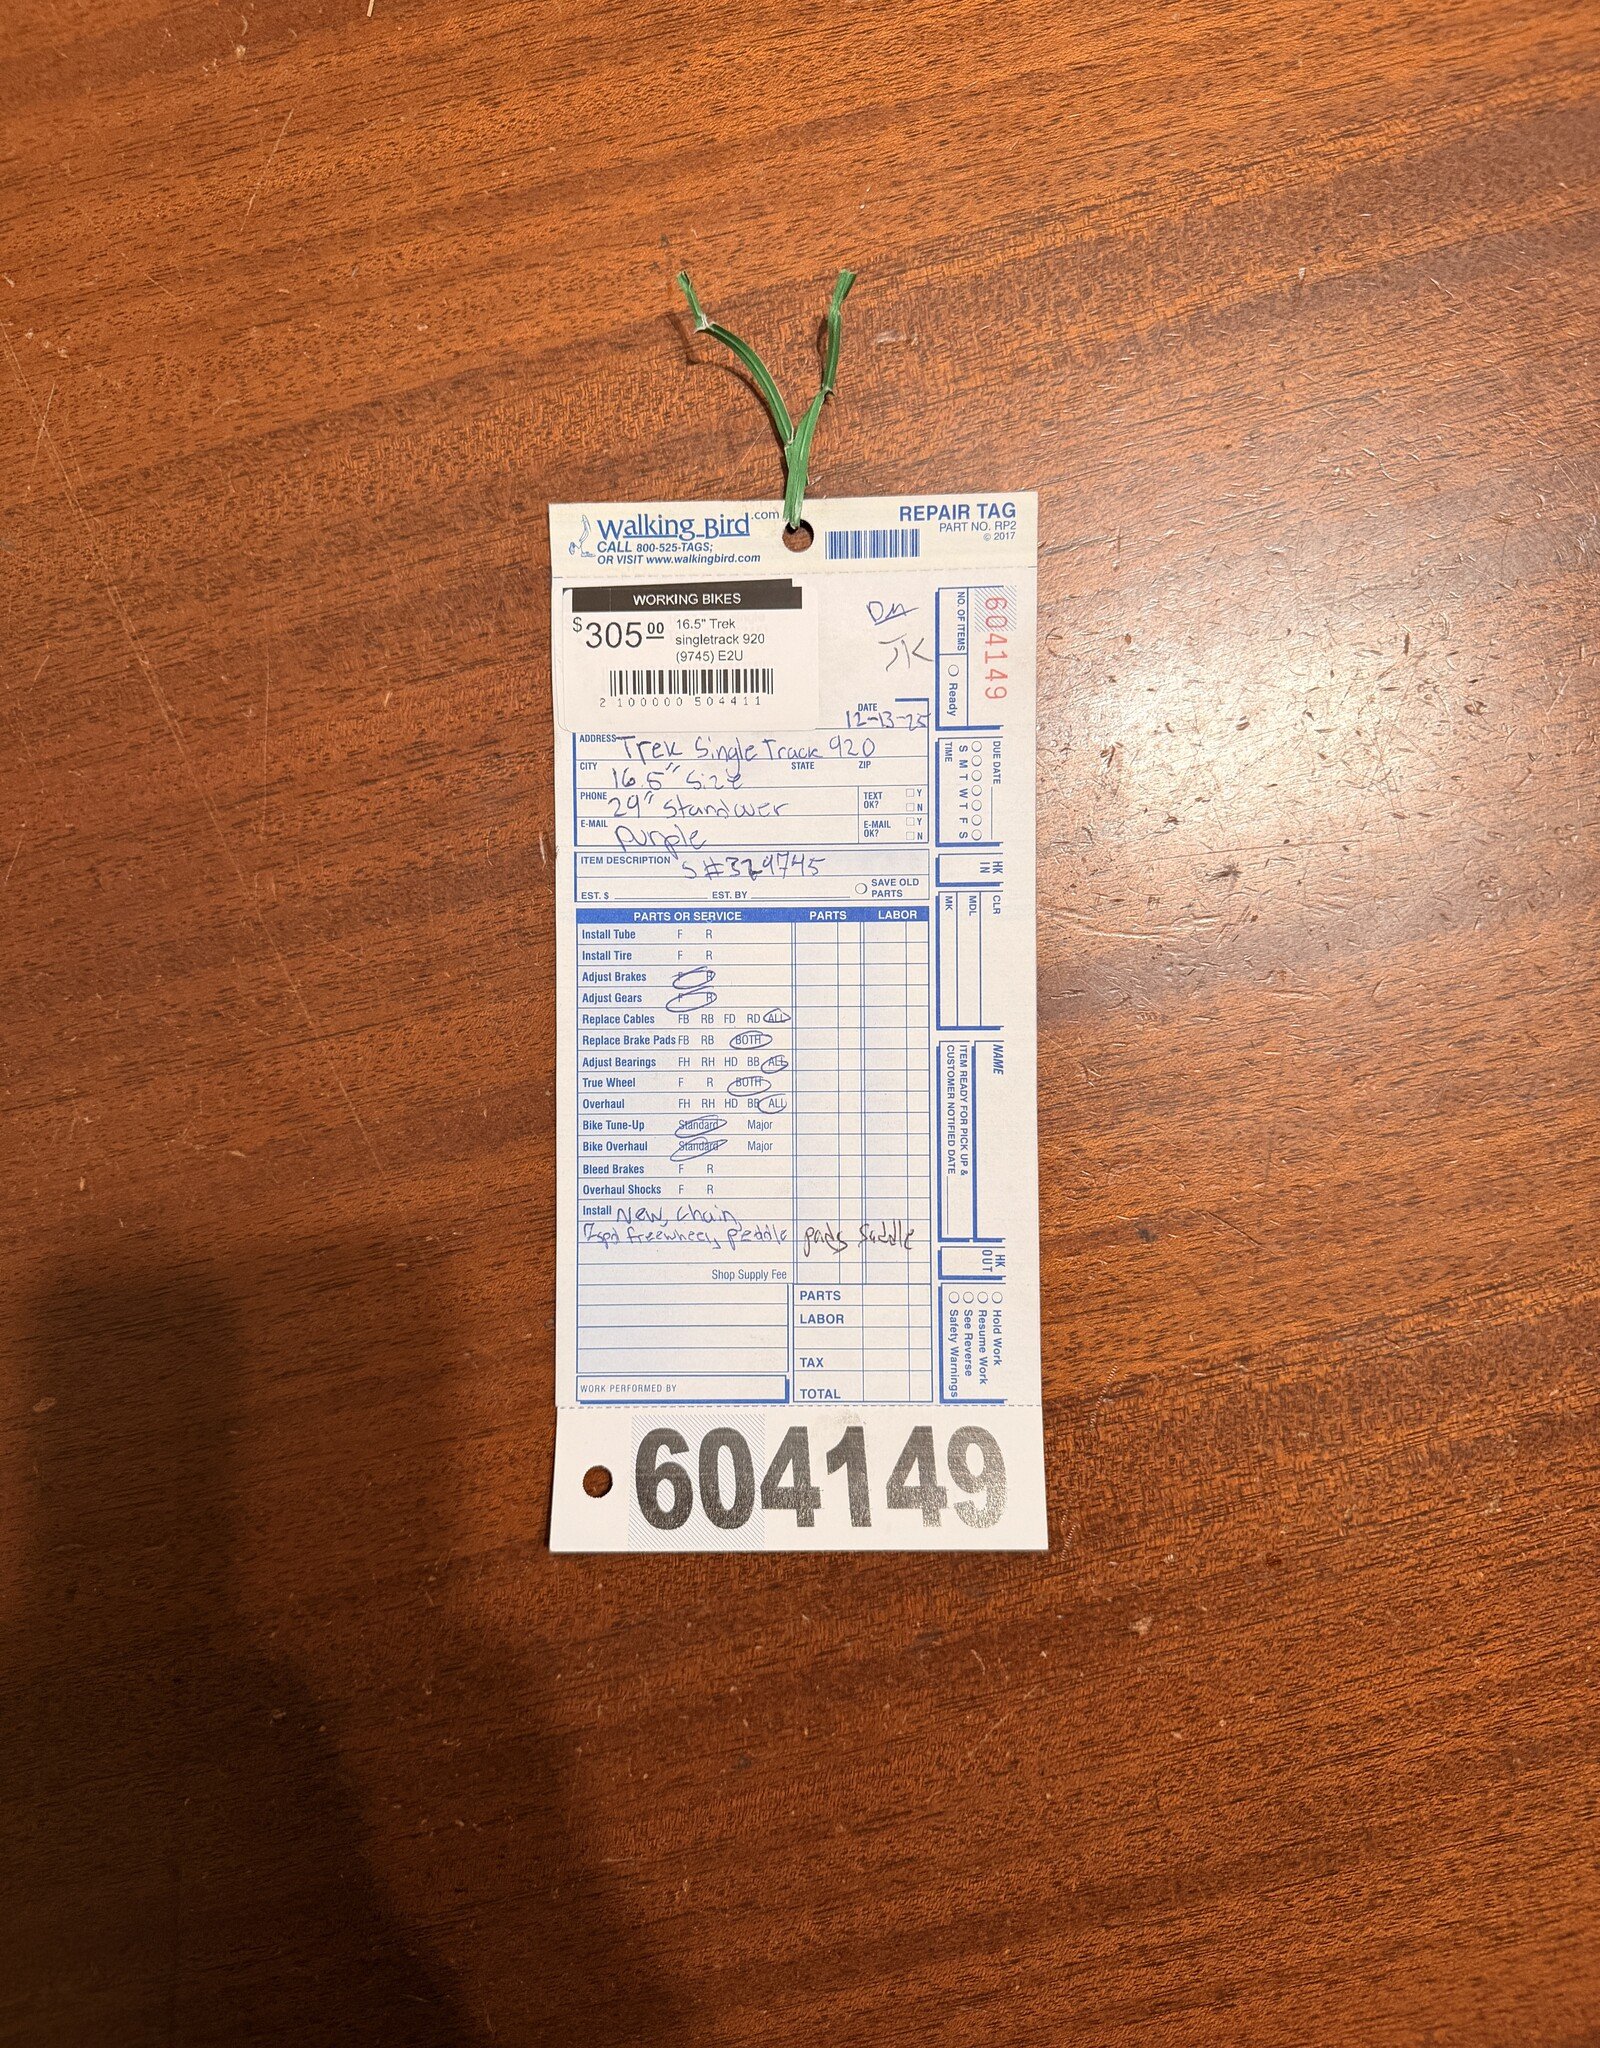 Walking_Bird.com
CALL 800-525-TAGS;
OR VISIT www.walkingbird.com
REPAIR TAG
PART NO. RP2
© 2017
WORKING BIKES
$305.00
16.5" Trek
singletrack 920
(9745) E2U
2 100000 504411
JK
DATE
12-13-25
ADDRESS Trek Single Track 920
CITY 16.5" Size STATE ZIP
PHONE 29" Standover TEXT OK? Y N
E-MAIL Purple E-MAIL OK? Y N
ITEM DESCRIPTION S#329745
EST. $ EST. BY SAVE OLD PARTS
PARTS OR SERVICE PARTS LABOR
Install Tube F R
Install Tire F R
Adjust Brakes F R
Adjust Gears F R
Replace Cables FB RB FD RD ALL
Replace Brake Pads FB RB BOTH
Adjust Bearings FH RH HD BB ALL
True Wheel F R BOTH
Overhaul FH RH HD BB ALL
Bike Tune-Up Standard Major
Bike Overhaul Standard Major
Bleed Brakes F R
Overhaul Shocks F R
Install New chain,
7spd freewheel, peddle pads saddle
Shop Supply Fee
PARTS
LABOR
TAX
TOTAL
WORK PERFORMED BY
604149
NO. OF ITEMS
Ready
604149
DUE DATE
S M T W T F S
TIME
HK IN
CLR
MDL
MK
NAME
ITEM READY FOR PICK UP &
CUSTOMER NOTIFIED DATE
HK OUT
Hold Work
Resume Work
See Reverse
Safety Warnings